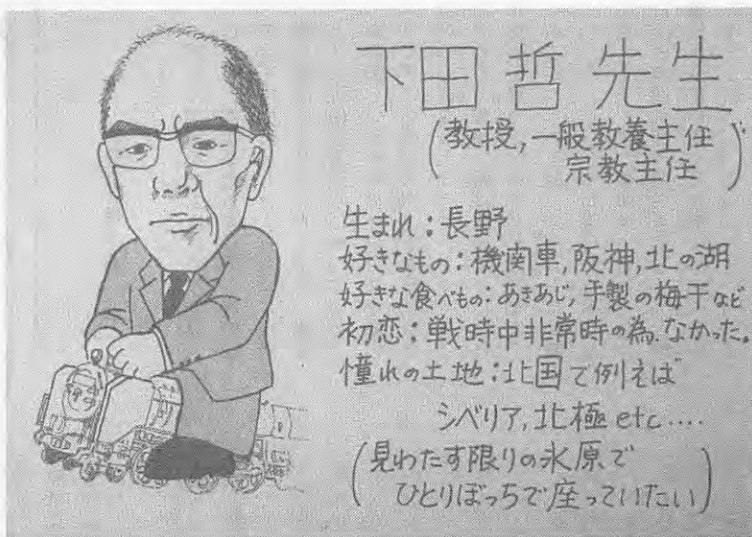 下田哲先生
(教授,一般教養主任
宗教主任)
生まれ:長野
好きなもの:機関車,阪神,北の湖
好きな食べもの:あきあじ,手製の梅干など
初恋:戦時中非常時の為、なかった。
憧れの土地:北国で例えば
シベリア,北極etc....
(見わたす限りの氷原で
ひとりぼっちで座っていたい)